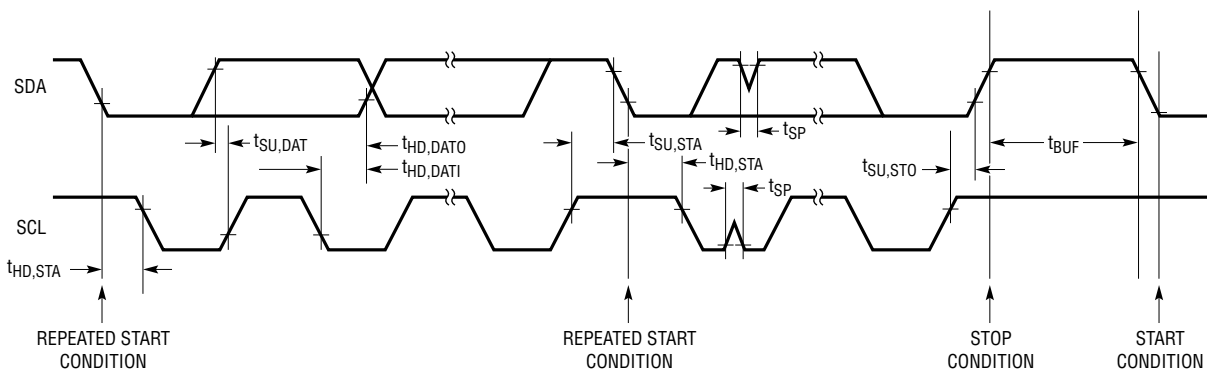 SDA
tSU,DAT
tHD,DATO
tHD,DATI
tSU,STA
tHD,STA
tSP
tSP
tSU,STO
tBUF
SCL
tHD,STA
REPEATED START
CONDITION
REPEATED START
CONDITION
STOP
CONDITION
START
CONDITION